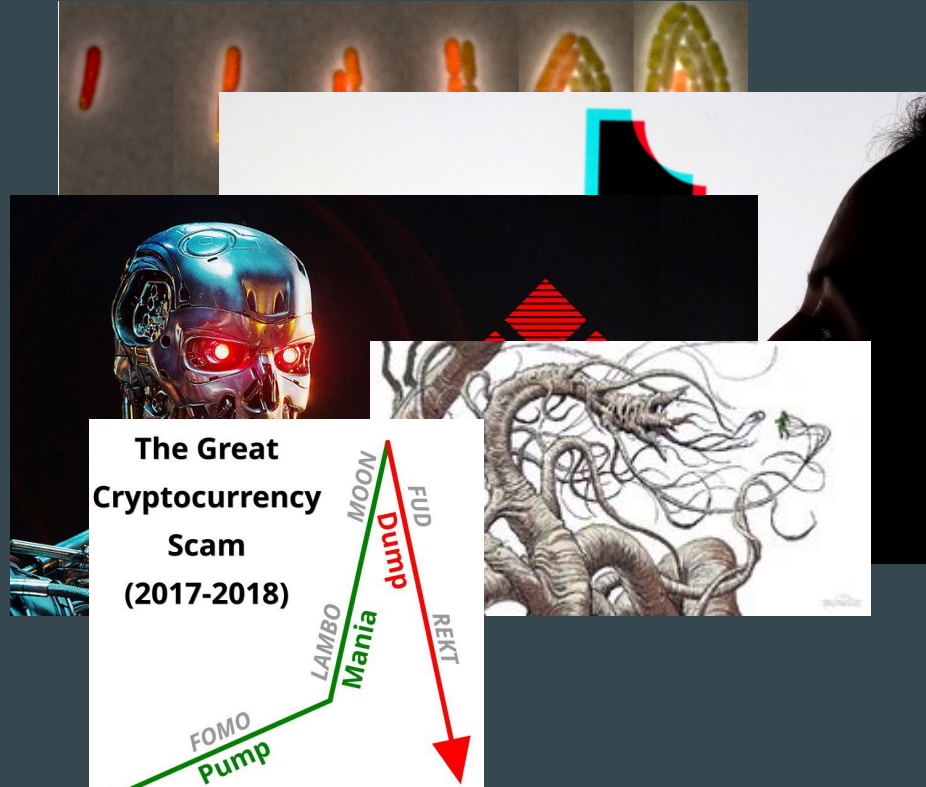 The Great
Cryptocurrency
Scam
(2017-2018)
MOON
FUD
Dump
LAMBO
Mania
REKT
FOMO
Pump